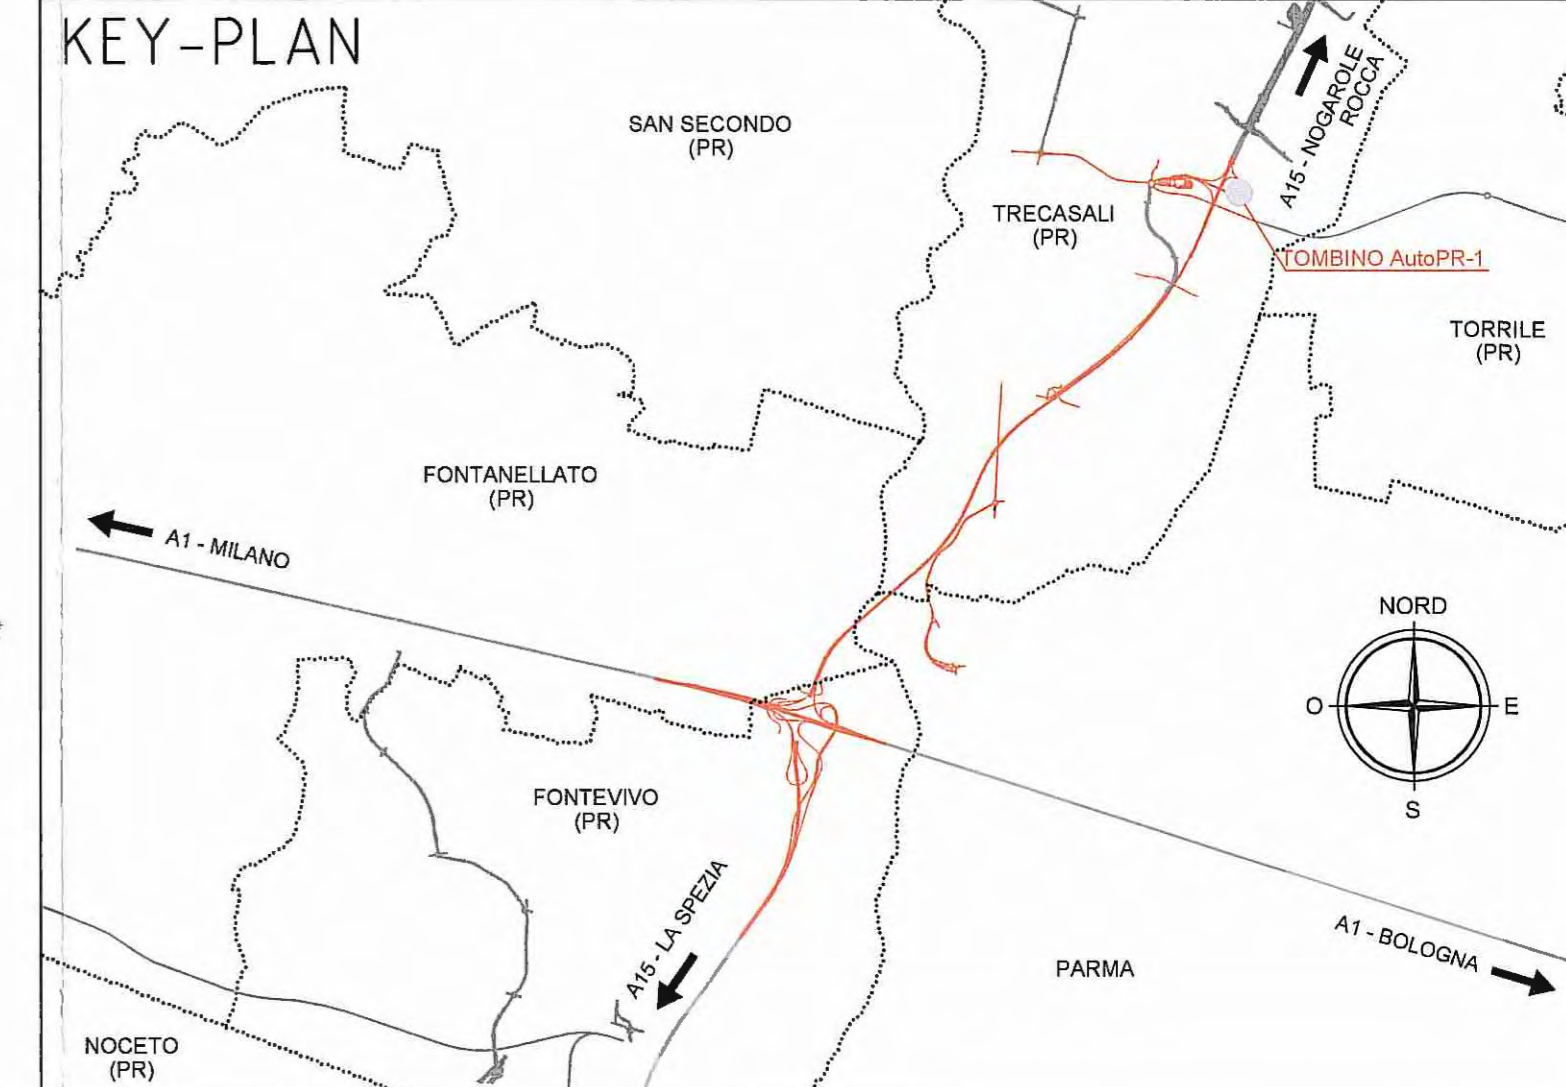 KEY-PLAN
SAN SECONDO
(PR)
A15 - NOGAROLE
ROCCA
TRECASALI
(PR)
TOMBINO AutoPR-1
TORRILE
(PR)
FONTANELLATO
(PR)
A1 - MILANO
NORD
O
E
S
FONTEVIVO
(PR)
A15 - LA SPEZIA
A1 - BOLOGNA
PARMA
NOCETO
(PR)